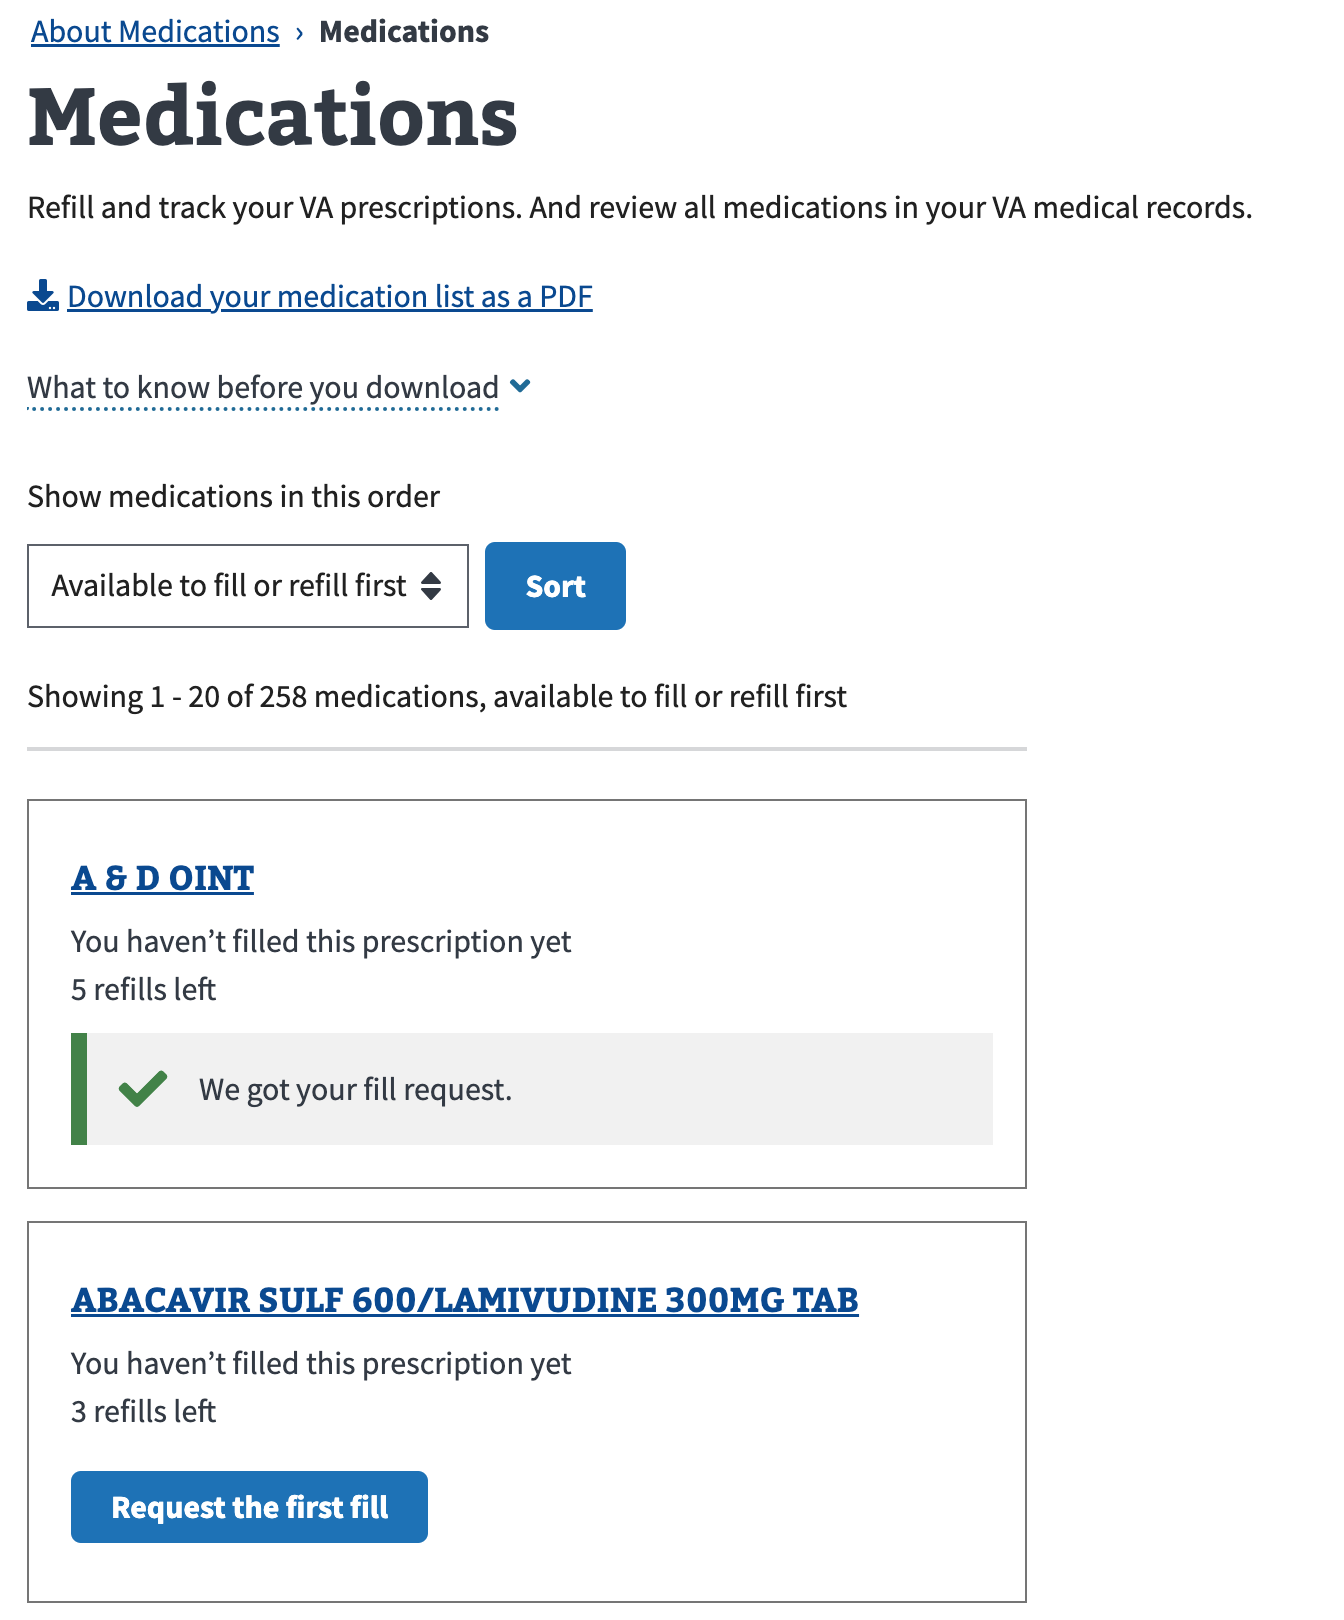 About Medications › Medications
Medications
Refill and track your VA prescriptions. And review all medications in your VA medical records.
Download your medication list as a PDF
What to know before you download
Show medications in this order
Available to fill or refill first Sort
Showing 1 - 20 of 258 medications, available to fill or refill first
A & D OINT
You haven’t filled this prescription yet
5 refills left
We got your fill request.
ABACAVIR SULF 600/LAMIVUDINE 300MG TAB
You haven’t filled this prescription yet
3 refills left
Request the first fill